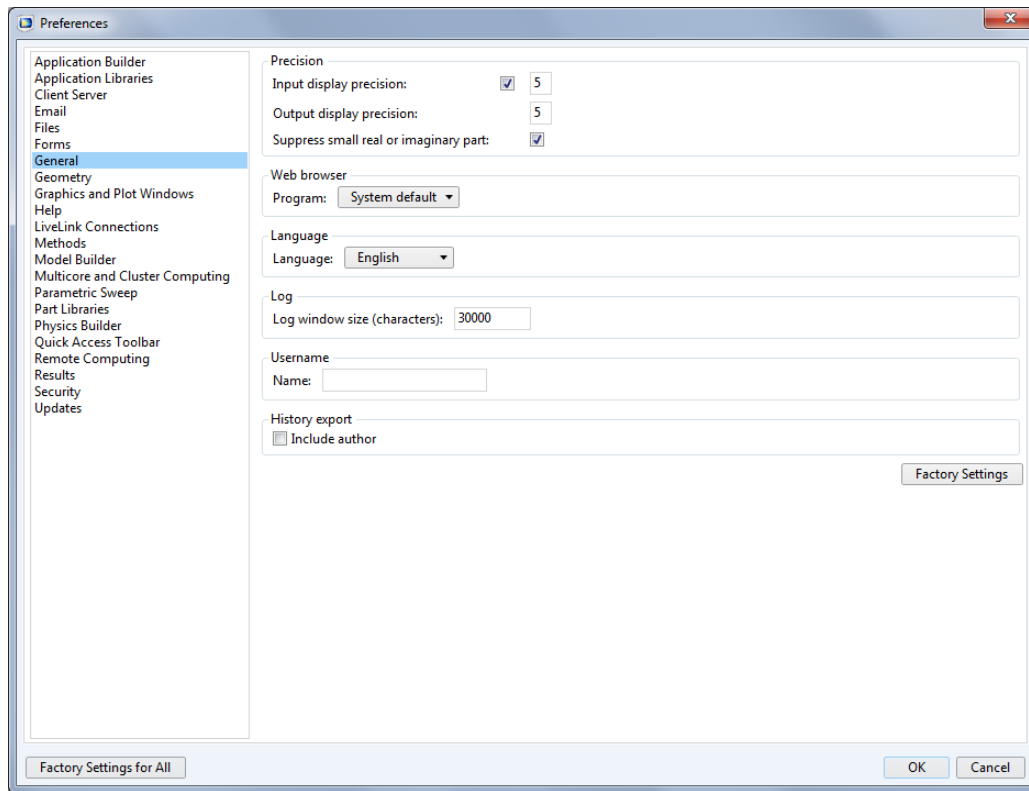 Preferences
Application Builder
Application Libraries
Client Server
Email
Files
Forms
General
Geometry
Graphics and Plot Windows
Help
LiveLink Connections
Methods
Model Builder
Multicore and Cluster Computing
Parametric Sweep
Part Libraries
Physics Builder
Quick Access Toolbar
Remote Computing
Results
Security
Updates
Precision
Input display precision: 5
Output display precision: 5
Suppress small real or imaginary part:
Web browser
Program: System default
Language
Language: English
Log
Log window size (characters): 30000
Username
Name:
History export
Include author
Factory Settings
Factory Settings for All OK Cancel